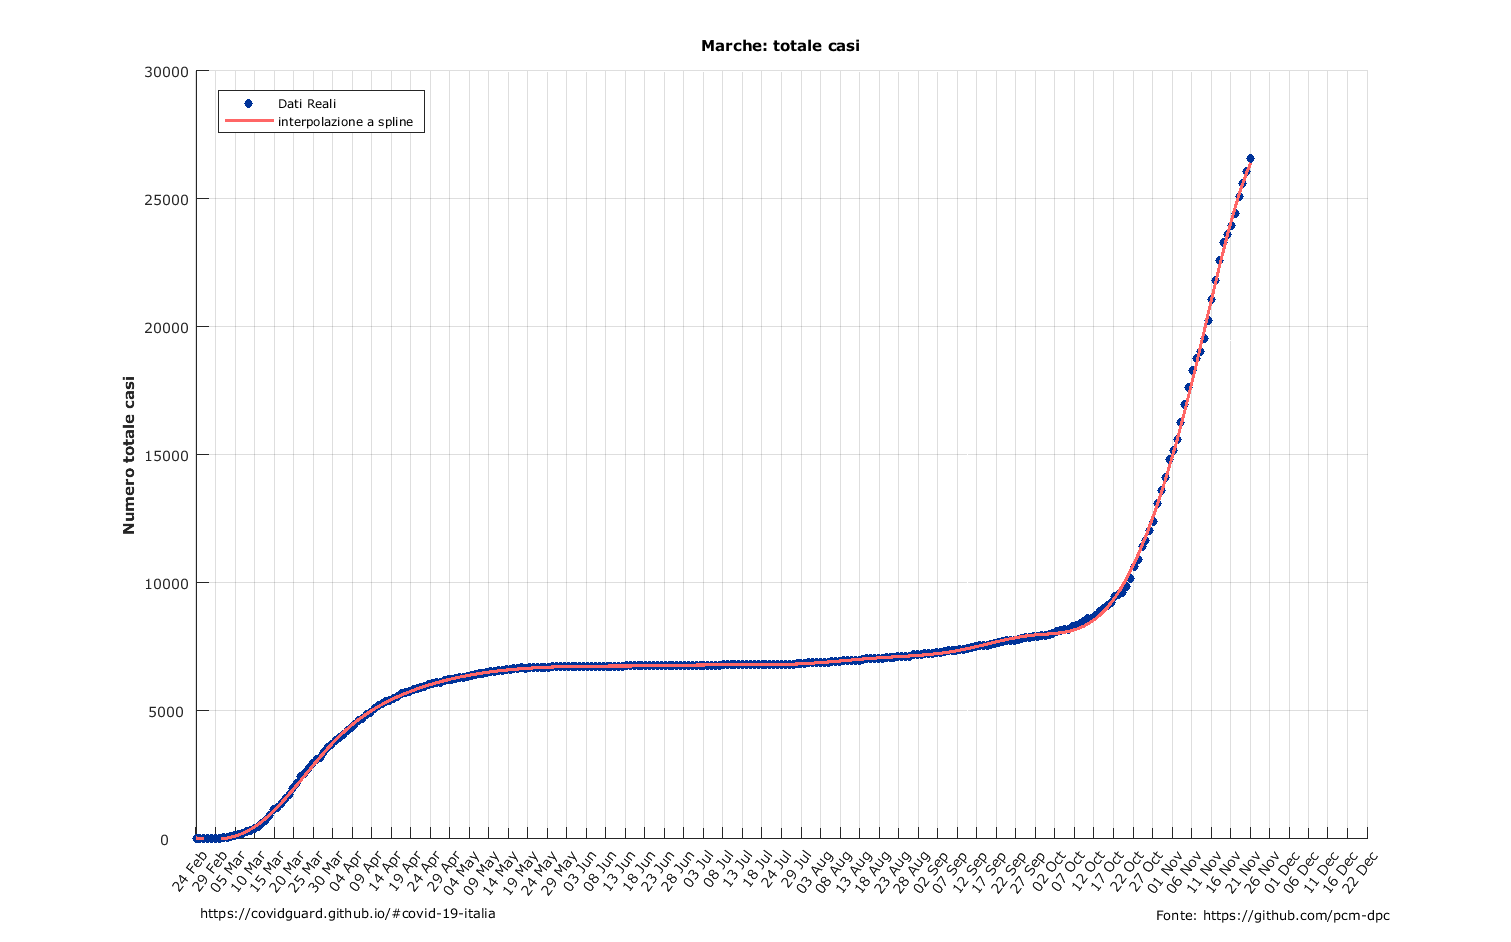 Marche: totale casi
30000
25000
20000
15000
10000
5000
0
Numero totale casi
Dati Reali
interpolazione a spline
24 Feb
29 Feb
05 Mar
10 Mar
15 Mar
20 Mar
25 Mar
30 Mar
04 Apr
09 Apr
14 Apr
19 Apr
24 Apr
29 Apr
04 May
09 May
14 May
19 May
24 May
29 May
03 Jun
08 Jun
13 Jun
18 Jun
23 Jun
28 Jun
03 Jul
08 Jul
13 Jul
18 Jul
24 Jul
29 Jul
03 Aug
08 Aug
13 Aug
18 Aug
23 Aug
28 Aug
02 Sep
07 Sep
12 Sep
17 Sep
22 Sep
27 Sep
02 Oct
07 Oct
12 Oct
17 Oct
22 Oct
27 Oct
01 Nov
06 Nov
11 Nov
16 Nov
21 Nov
26 Nov
01 Dec
06 Dec
11 Dec
16 Dec
22 Dec
https://covidguard.github.io/#covid-19-italia
Fonte: https://github.com/pcm-dpc